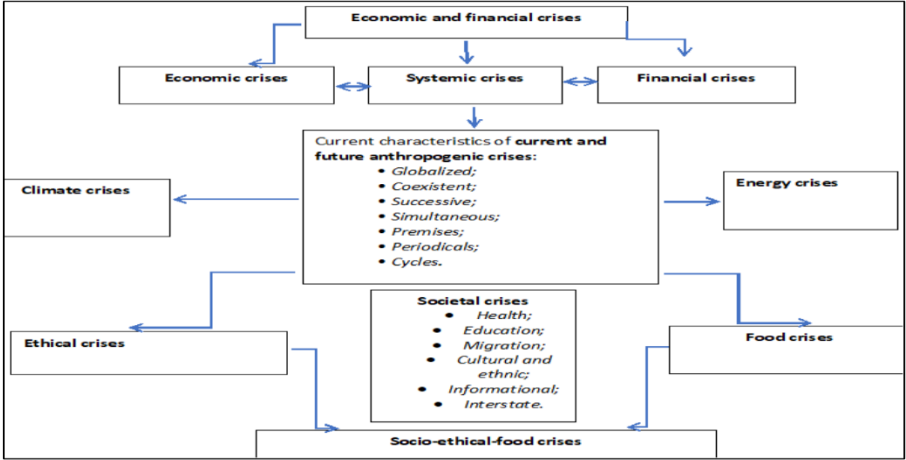 Economic and financial crises
Economic crises
Systemic crises
Financial crises
Current characteristics of current and
future anthropogenic crises:
• Globalized;
• Coexistent;
• Successive;
• Simultaneous;
• Premises;
• Periodicals;
• Cycles.
Climate crises
Energy crises
Societal crises
• Health;
• Education;
• Migration;
• Cultural and
ethnic;
• Informational;
• Interstate.
Ethical crises
Food crises
Socio-ethical-food crises